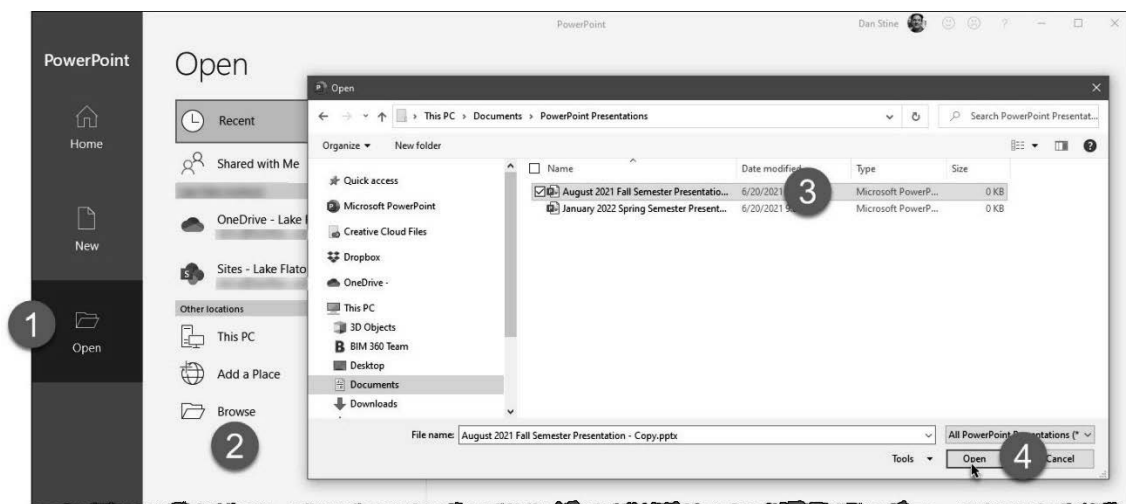 PowerPoint
Dan Stine
PowerPoint
Open
Home
New
Open
1
Recent
Shared with Me
OneDrive - Lake
Sites - Lake Flato
Other locations
This PC
Add a Place
Browse
2
Open
This PC > Documents > PowerPoint Presentations
Search PowerPoint Presentat...
Organize
New folder
Quick access
Microsoft PowerPoint
Creative Cloud Files
Dropbox
OneDrive -
This PC
3D Objects
BIM 360 Team
Desktop
Documents
Downloads
Name Date modified Type Size
August 2021 Fall Semester Presentatio... 6/20/2021 Microsoft PowerP... 0 KB
January 2022 Spring Semester Present... 6/20/2021 Microsoft PowerP... 0 KB
3
File name: August 2021 Fall Semester Presentation - Copy.pptx
All PowerPoint (*
Tools Open Cancel
4